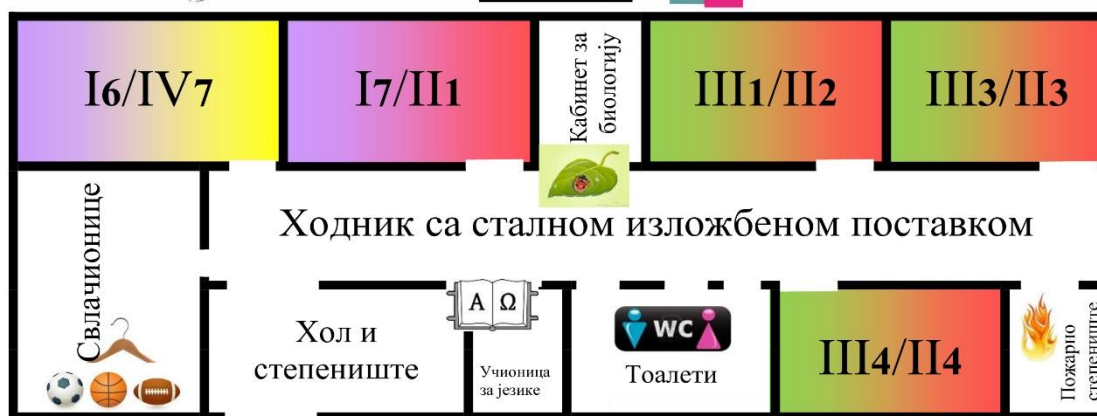 I6/IV7
I7/II1
Кабинет за
биологију
III1/II2
III3/II3
Свлачионице
Ходник са сталном изложбеном поставком
Хол и
степениште
Α Ω
Учионица
за језике
WC
Тоалети
III4/II4
Пожарно
степениште